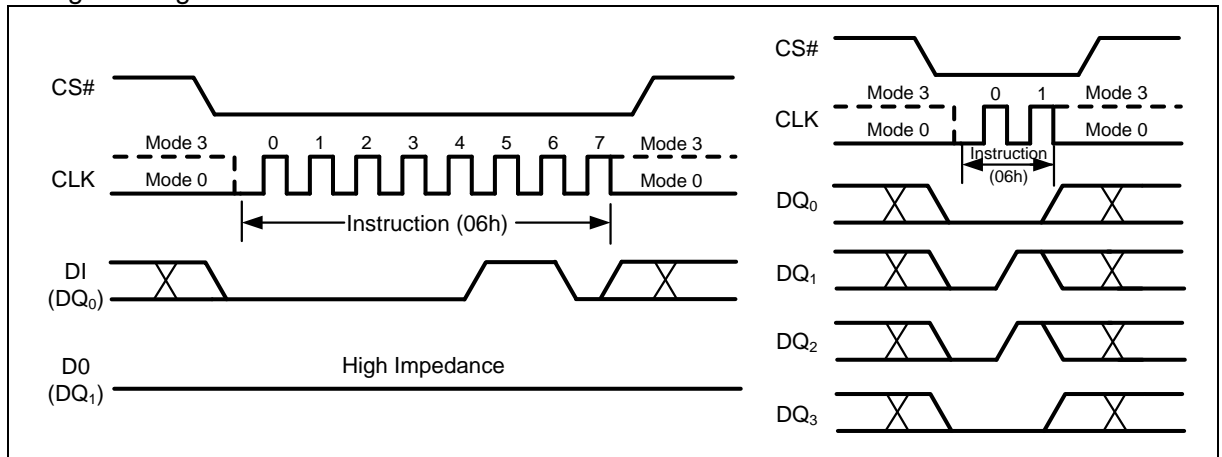 CS#
Mode 3 0 1 2 3 4 5 6 7 Mode 3
CLK Mode 0 Mode 0
Instruction (06h)
DI
(DQ0)
D0
(DQ1)
High Impedance
CS#
Mode 3 0 1 Mode 3
CLK
Mode 0 Mode 0
Instruction
(06h)
DQ0
DQ1
DQ2
DQ3